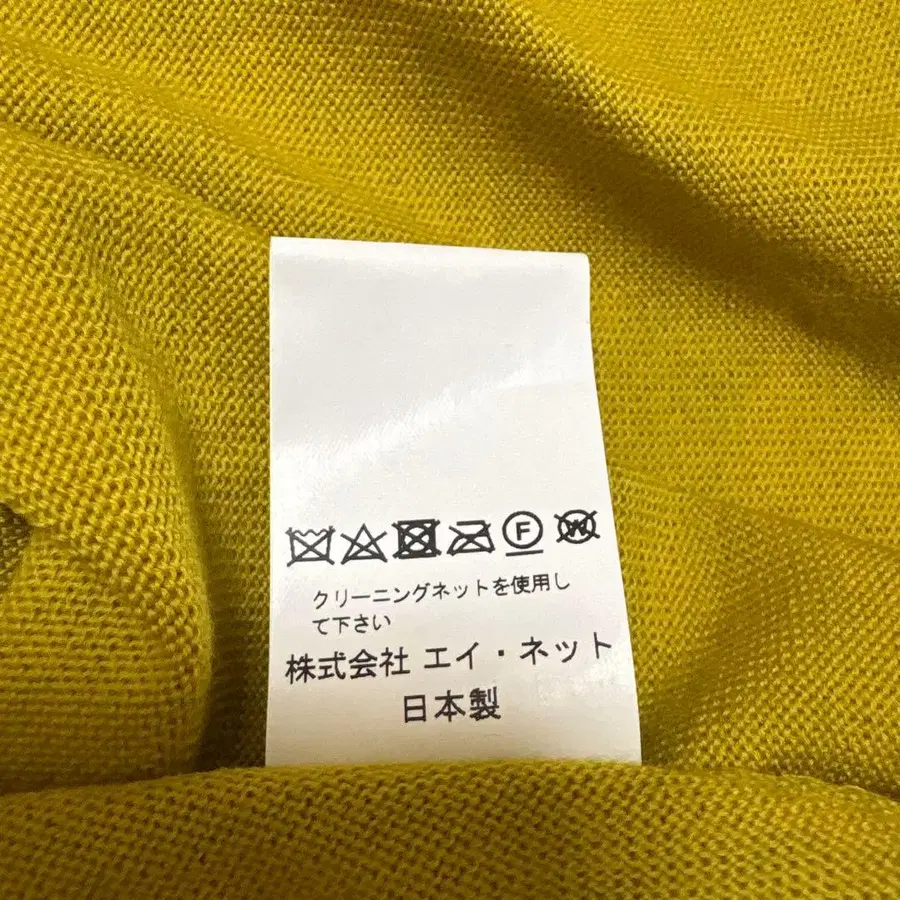 F W
クリーニングネットを使用し
て下さい
株式会社 エイ・ネット
日本製